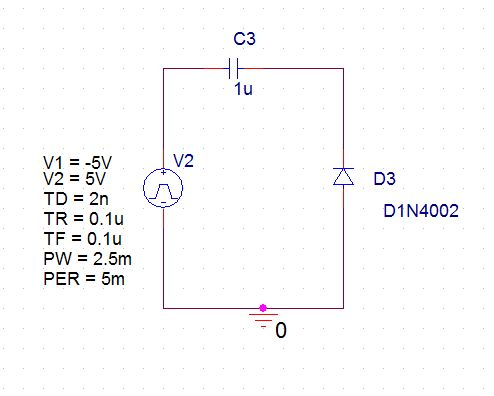 C3
1u
V1 = -5V
V2 = 5V
TD = 2n
TR = 0.1u
TF = 0.1u
PW = 2.5m
PER = 5m
V2
+
-
D3
D1N4002
0